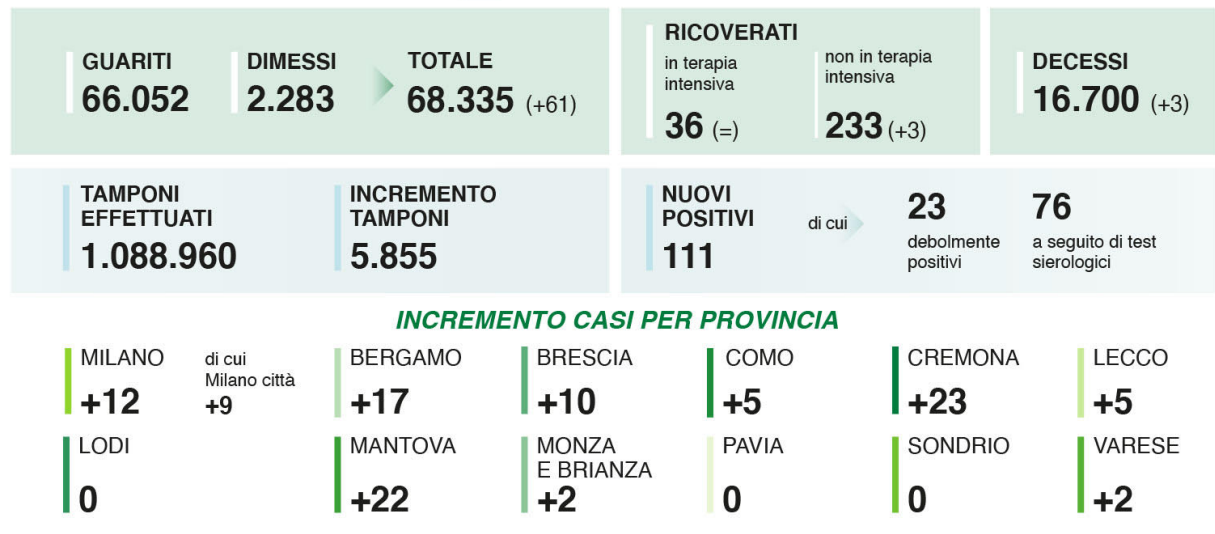 GUARITI
66.052
DIMESSI
2.283
TOTALE
68.335 (+61)
RICOVERATI
in terapia
intensiva
36 (=)
non in terapia
intensiva
233 (+3)
DECESSI
16.700 (+3)
TAMPONI
EFFETTUATI
1.088.960
INCREMENTO
TAMPONI
5.855
NUOVI
POSITIVI
111
di cui
23
debolmente
positivi
76
a seguito di test
sierologici
INCREMENTO CASI PER PROVINCIA
MILANO
+12
di cui
Milano città
+9
BERGAMO
+17
BRESCIA
+10
COMO
+5
CREMONA
+23
LECCO
+5
LODI
0
MANTOVA
+22
MONZA
E BRIANZA
+2
PAVIA
0
SONDRIO
0
VARESE
+2